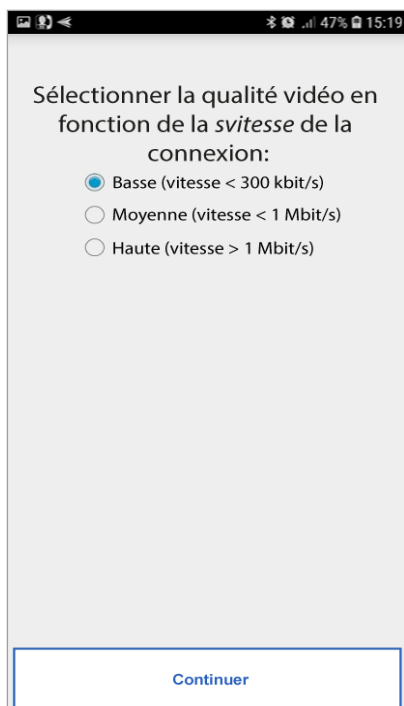 47% 15:19
Sélectionner la qualité vidéo en
fonction de la svitesse de la
connexion:
Basse (vitesse < 300 kbit/s)
Moyenne (vitesse < 1 Mbit/s)
Haute (vitesse > 1 Mbit/s)
Continuer